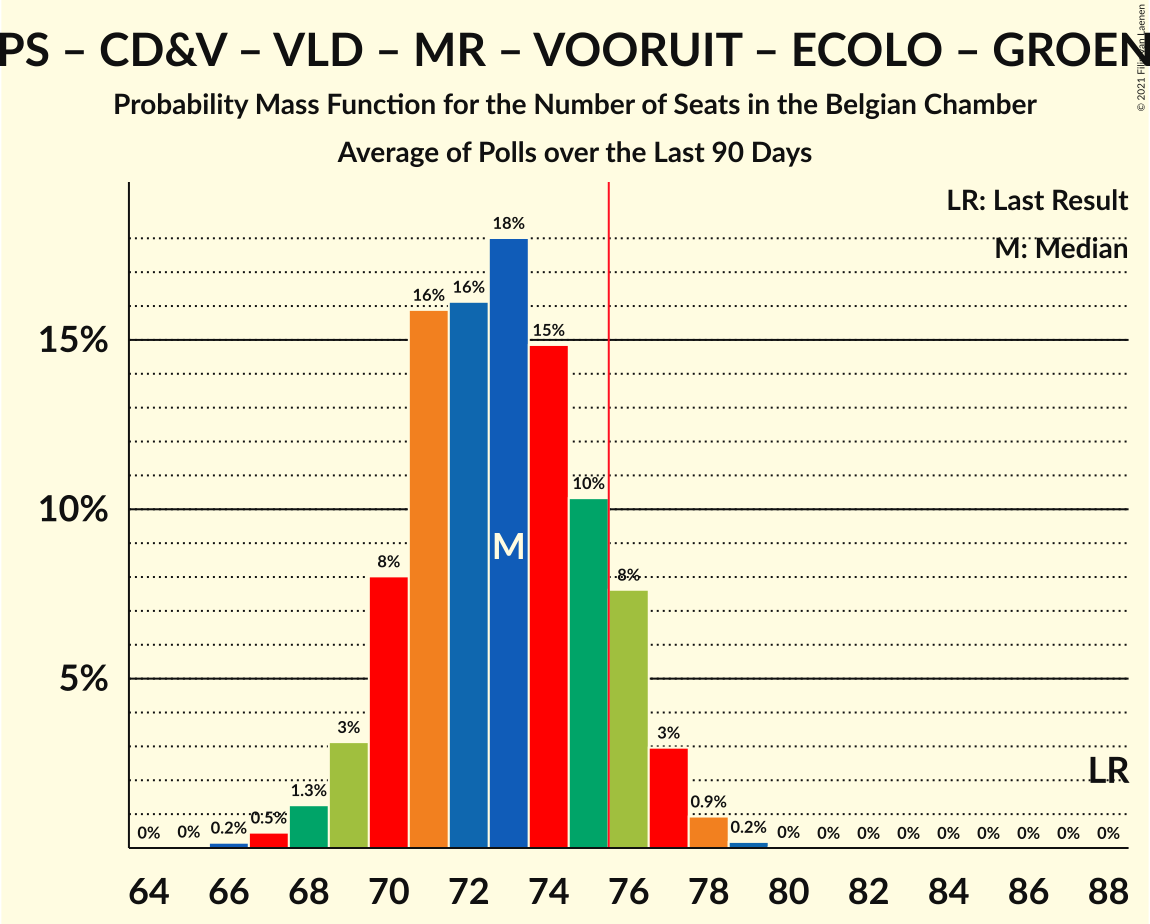 PS – CD&V – VLD – MR – VOORUIT – ECOLO – GROEN
Probability Mass Function for the Number of Seats in the Belgian Chamber
Average of Polls over the Last 90 Days
© 2021 Filip van Laenen
LR: Last Result
M: Median
15%
10%
5%
0% 0% 0.2% 0.5% 1.3% 3% 8% 16% 16% 18% 15% 10% 8% 3% 0.9% 0.2% 0% 0% 0% 0% 0% 0% 0% 0% 0%
M
LR
64 66 68 70 72 74 76 78 80 82 84 86 88